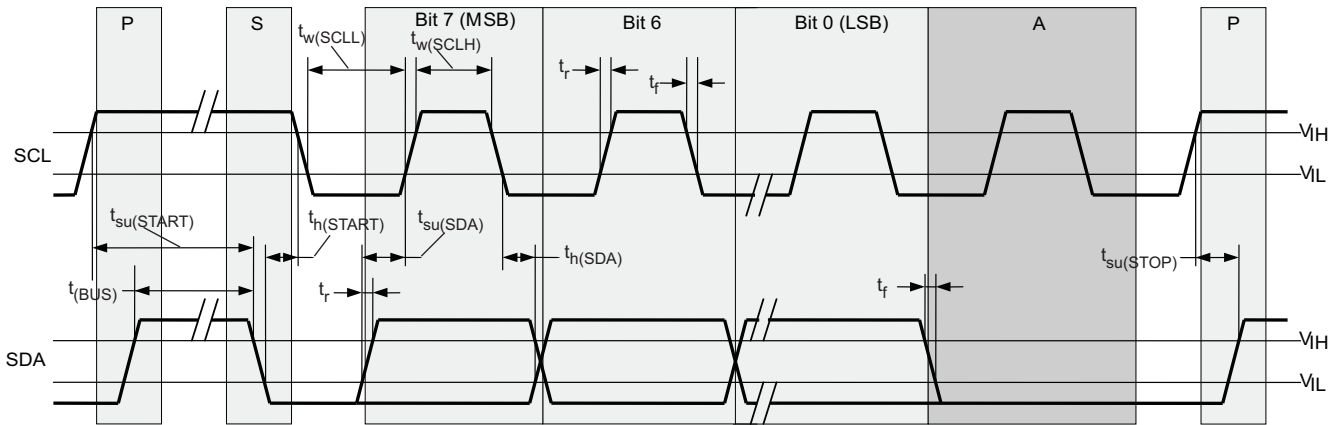 P S Bit 7 (MSB) Bit 6 Bit 0 (LSB) A P
tw(SCLL) tw(SCLH)
tr tf
VIH
SCL
VIL
tsu(START) th(START) tsu(SDA) th(SDA) tsu(STOP)
t(BUS) tr tf
VIH
SDA
VIL